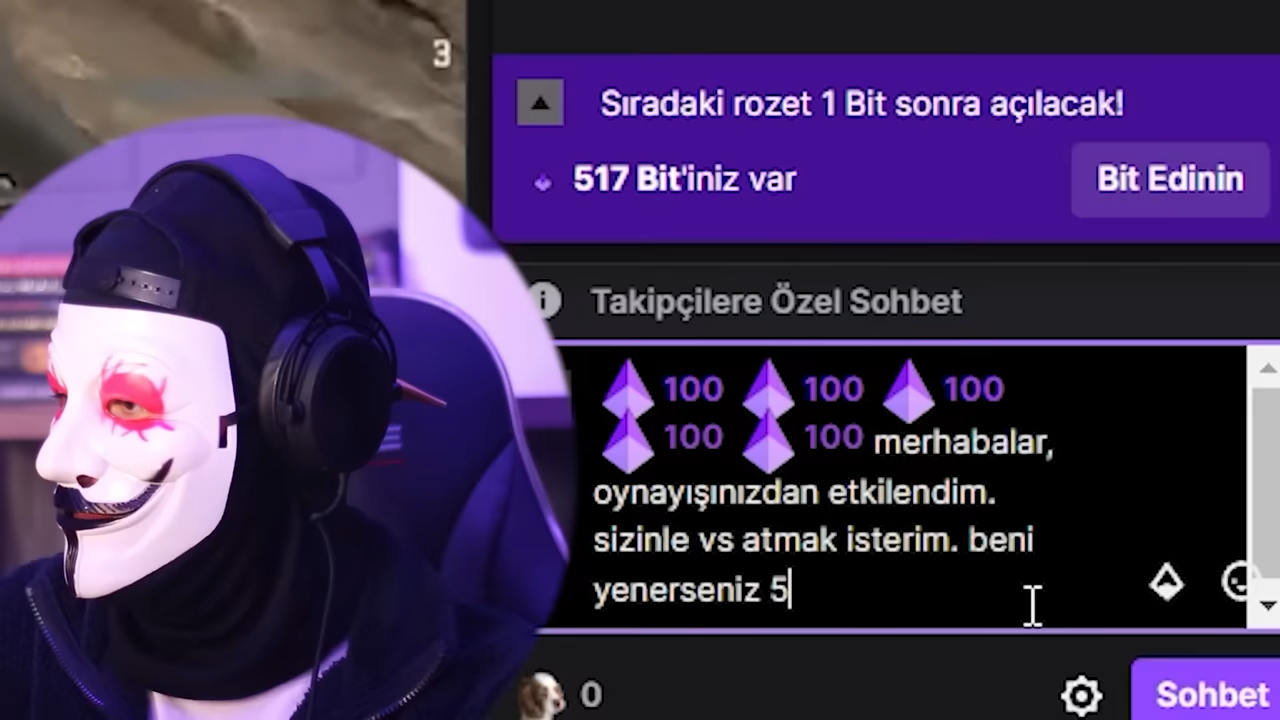 3
Sıradaki rozet 1 Bit sonra açılacak!
517 Bit'iniz var
Bit Edinin
Takipçilere Özel Sohbet
100 100 100
100 100 merhabalar,
oynayışınızdan etkilendim.
sizinle vs atmak isterim. beni
yenerseniz 5
0
Sohbet